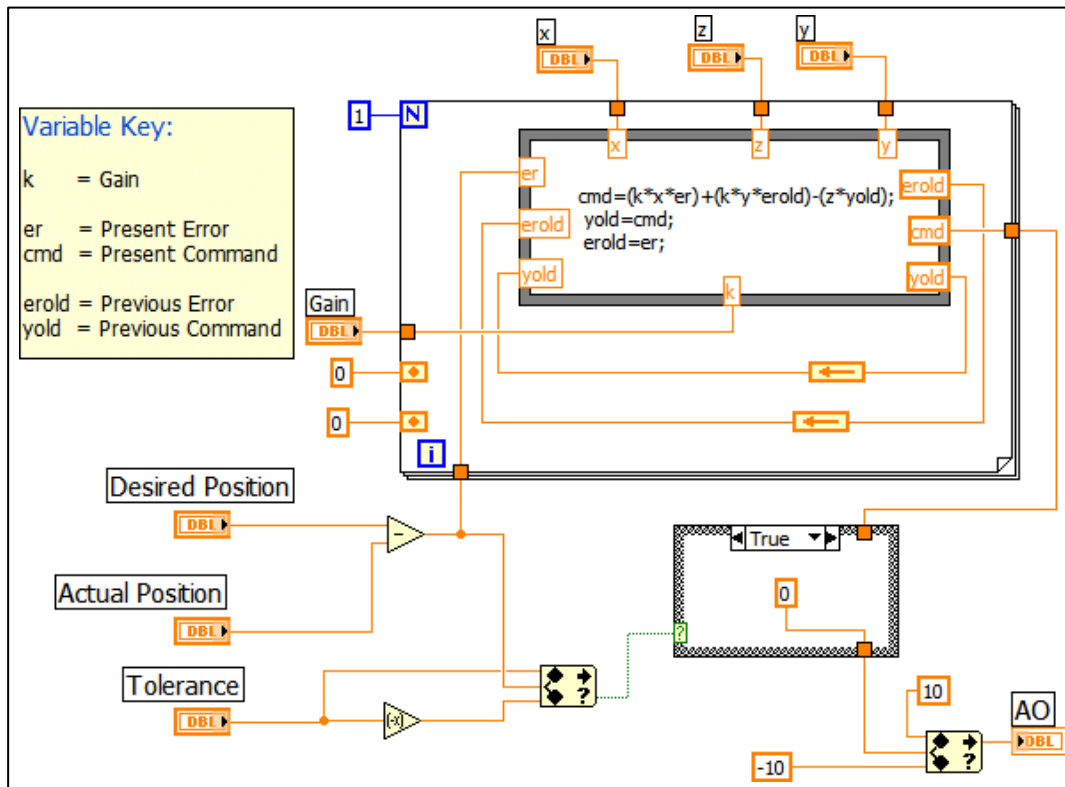 x
z
y
DBL
DBL
DBL
1
N
Variable Key:
k = Gain
er = Present Error
cmd = Present Command
erold = Previous Error
yold = Previous Command
x
z
y
er
erold
yold
cmd=(k*x*er)+(k*y*erold)-(z*yold);
yold=cmd;
erold=er;
erold
cmd
yold
k
Gain
DBL
0
0
i
Desired Position
DBL
-
Actual Position
DBL
Tolerance
DBL
(-x)
?
True
0
?
10
-10
?
AO
DBL